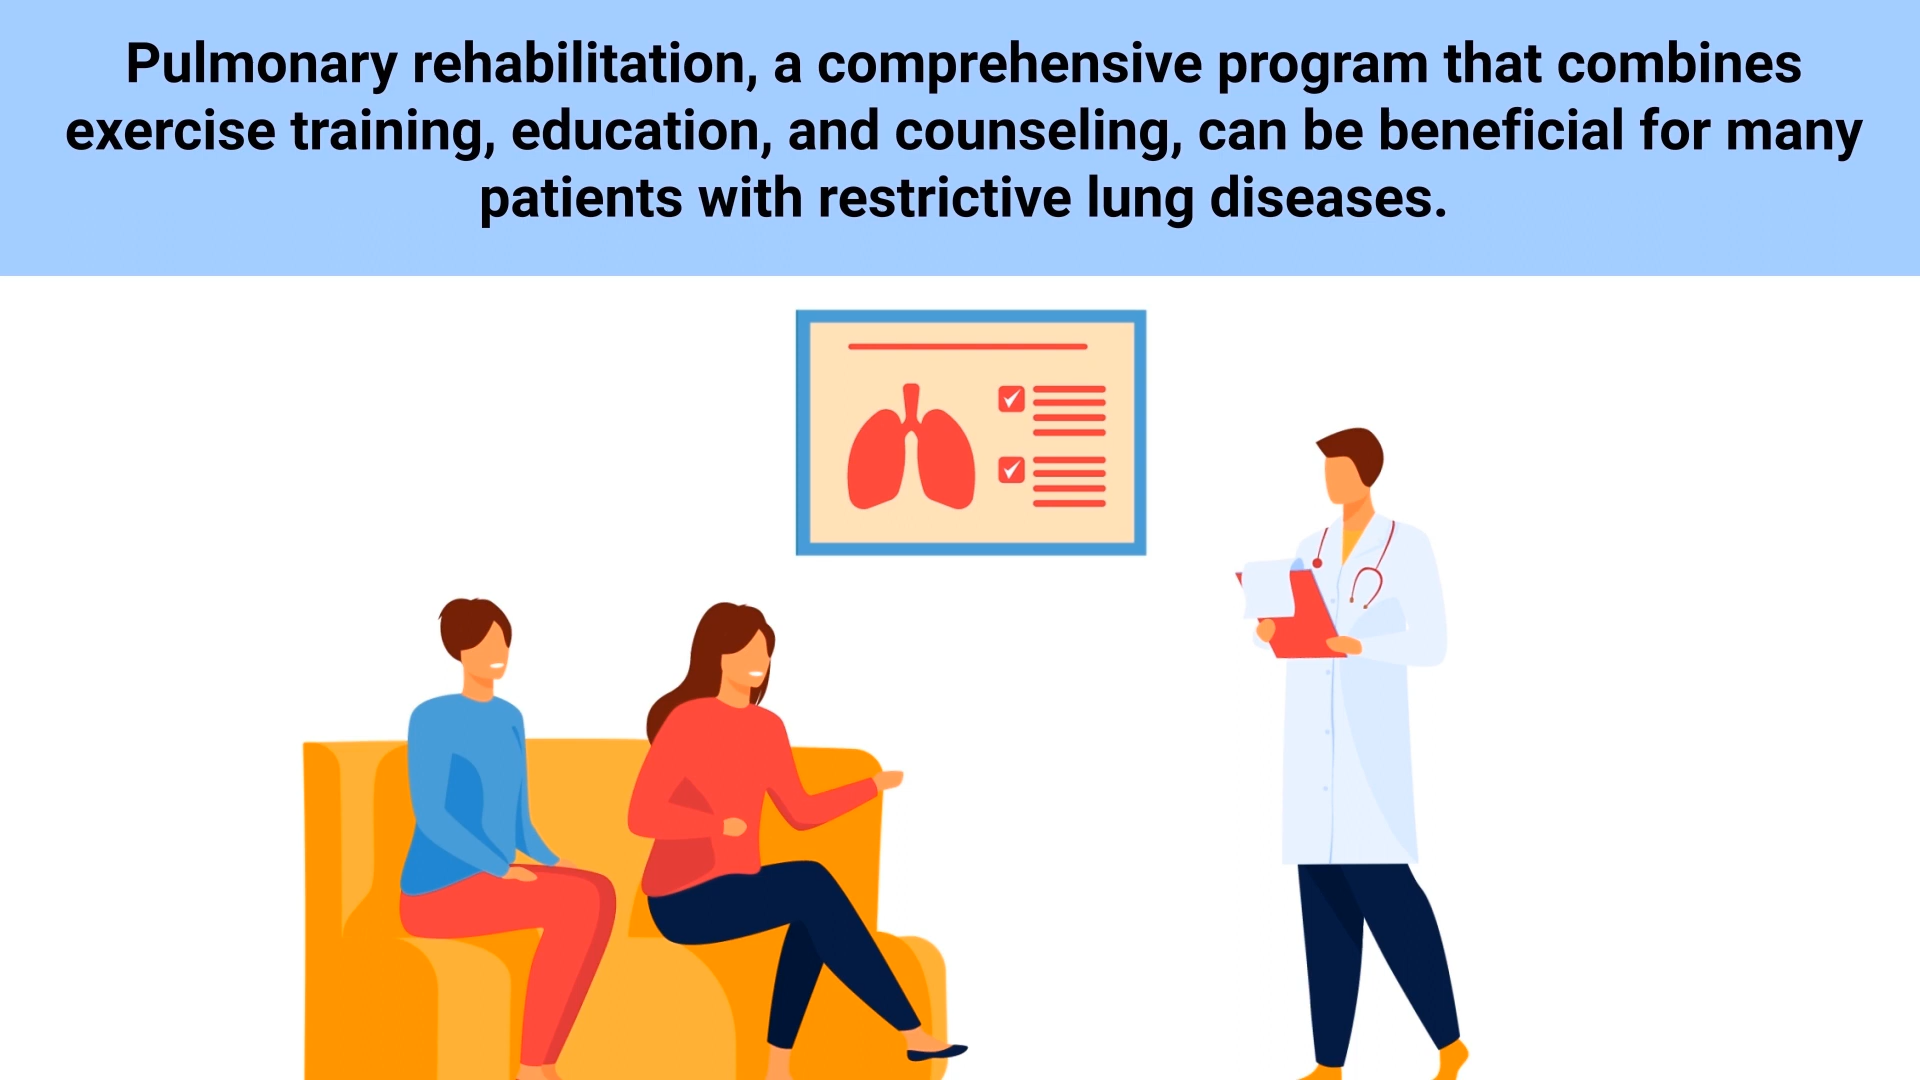 Pulmonary rehabilitation, a comprehensive program that combines
exercise training, education, and counseling, can be beneficial for many
patients with restrictive lung diseases.